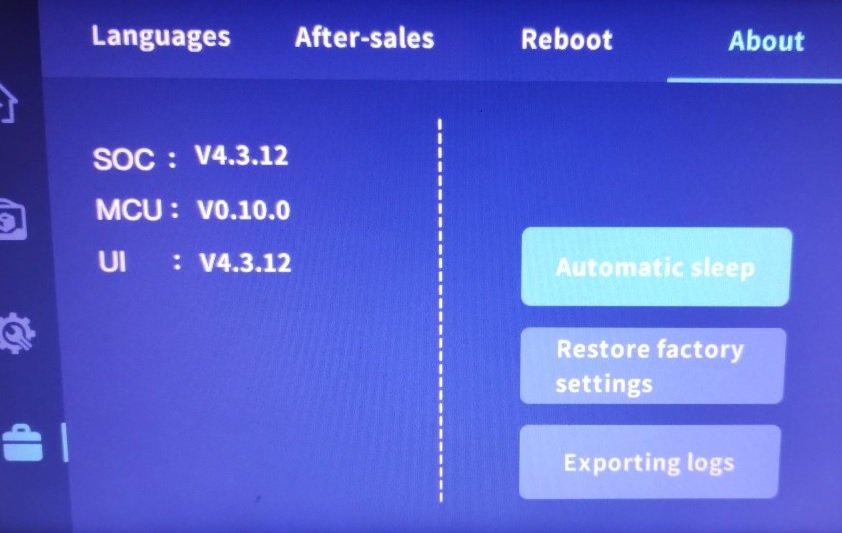 Languages After-sales Reboot About
SOC : V4.3.12
MCU : V0.10.0
UI : V4.3.12
Automatic sleep
Restore factory
settings
Exporting logs